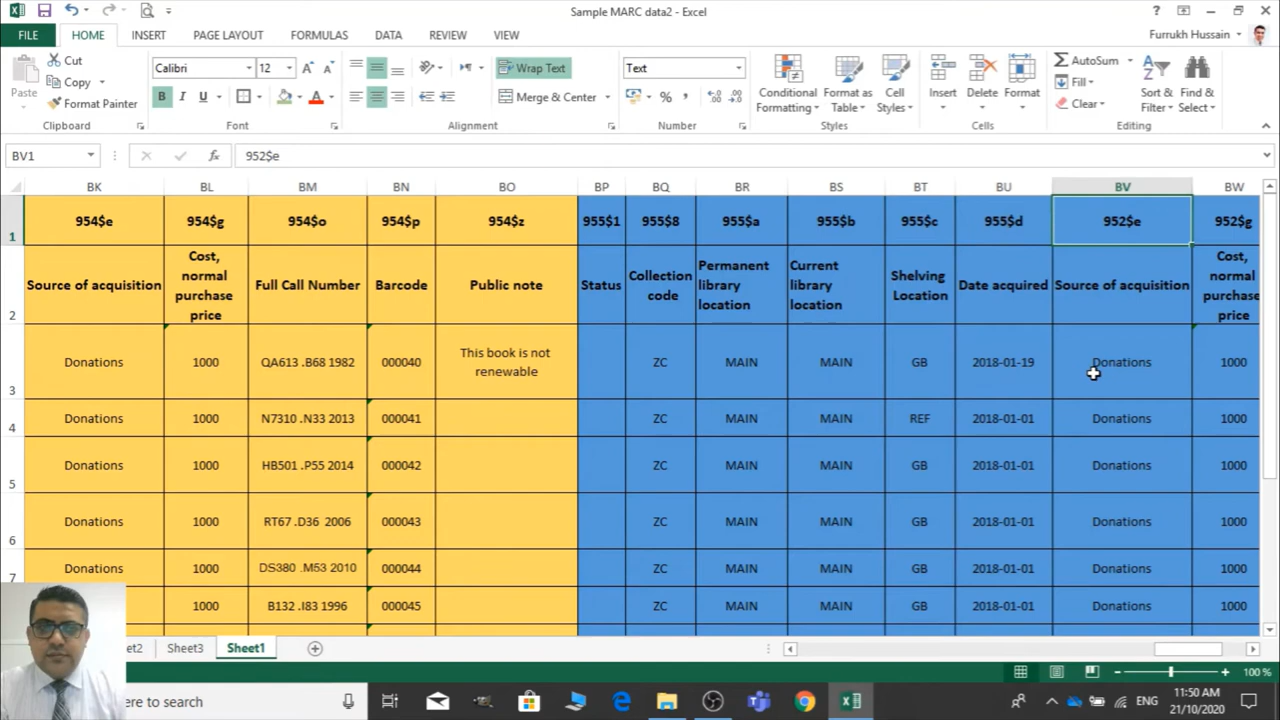 Sample MARC data2 - Excel
?
FILE HOME INSERT PAGE LAYOUT FORMULAS DATA REVIEW VIEW Furrukh Hussain
Paste
Cut
Copy
Format Painter
Clipboard
Calibri 12
B I U
Font
Wrap Text
Merge & Center
Alignment
Text
%
Number
Conditional Formatting
Format as Table
Cell Styles
Styles
Insert Delete Format
Cells
AutoSum
Fill
Clear
Sort & Filter
Find & Select
Editing
BV1 fx 952$e
BK BL BM BN BO BP BQ BR BS BT BU BV BW
1 954$e 954$g 954$o 954$p 954$z 955$1 955$8 955$a 955$b 955$c 955$d 952$e 952$g
2 Source of acquisition Cost, normal purchase price Full Call Number Barcode Public note Status Collection code Permanent library location Current library location Shelving Location Date acquired Source of acquisition Cost, normal purchase price
3 Donations 1000 QA613 .B68 1982 000040 This book is not renewable ZC MAIN MAIN GB 2018-01-19 Donations 1000
4 Donations 1000 N7310 .N33 2013 000041 ZC MAIN MAIN REF 2018-01-01 Donations 1000
5 Donations 1000 HB501 .P55 2014 000042 ZC MAIN MAIN GB 2018-01-01 Donations 1000
6 Donations 1000 RT67 .D36 2006 000043 ZC MAIN MAIN GB 2018-01-01 Donations 1000
7 Donations 1000 DS380 .M53 2010 000044 ZC MAIN MAIN GB 2018-01-01 Donations 1000
1000 B132 .I83 1996 000045 ZC MAIN MAIN GB 2018-01-01 Donations 1000
et2 Sheet3 Sheet1
100 %
here to search
ENG
11:50 AM
21/10/2020